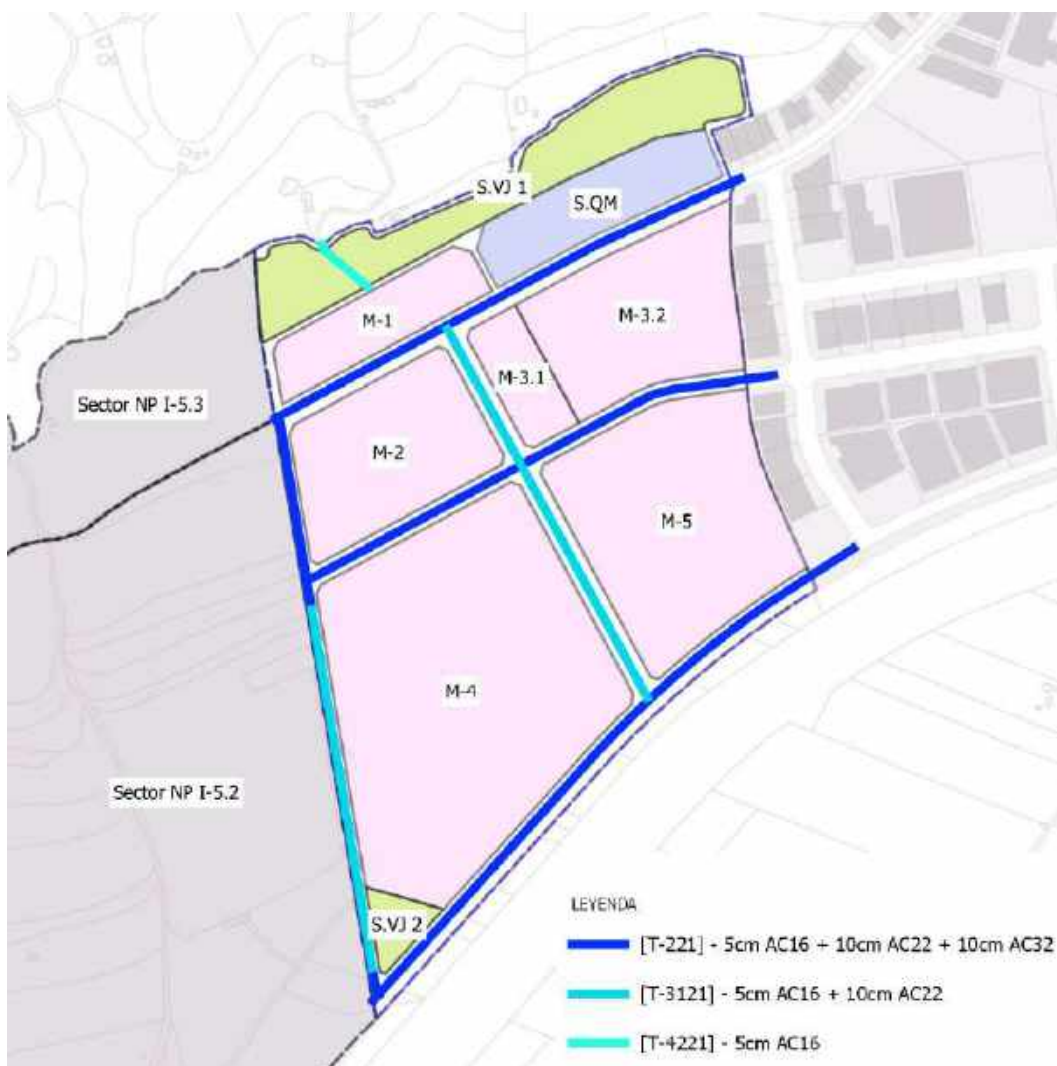 S.VJ 1
S.QM
M-3.2
M-1
M-3.1
Sector NP I-5.3
M-2
M-5
M-4
Sector NP I-5.2
S.VJ 2
LEYENDA
[T-221] - 5cm AC16 + 10cm AC22 + 10cm AC32
[T-3121] - 5cm AC16 + 10cm AC22
[T-4221] - 5cm AC16